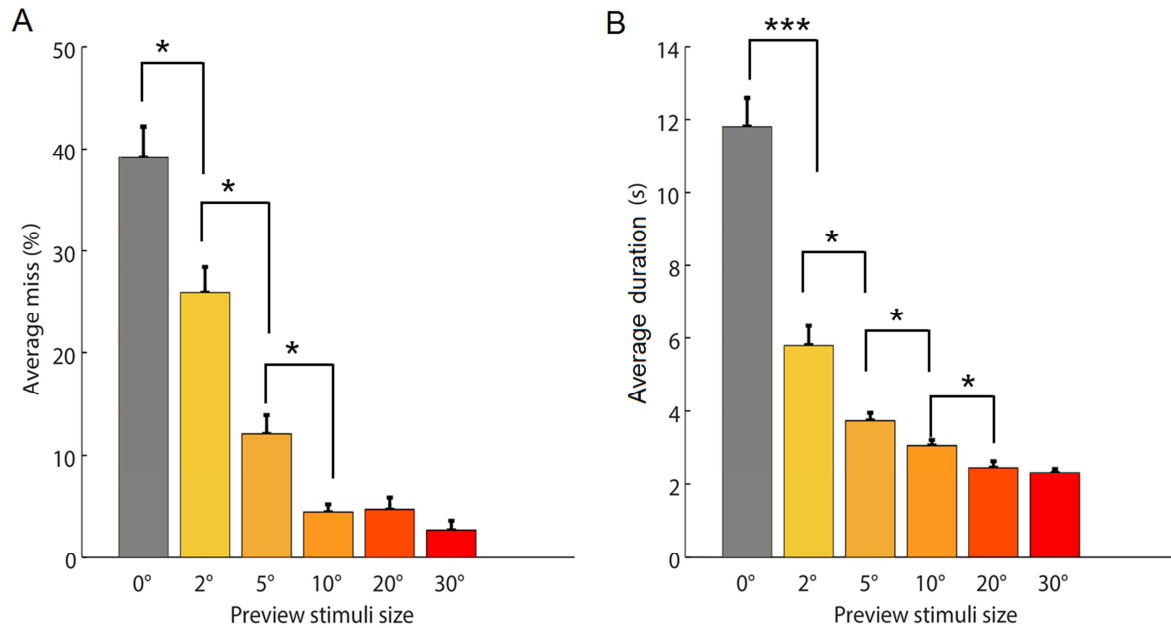 A
50
40
30
20
10
0
Average miss (%)
*
*
*
0° 2° 5° 10° 20° 30°
Preview stimuli size
B
14
12
10
8
6
4
2
0
Average duration (s)
***
*
*
*
0° 2° 5° 10° 20° 30°
Preview stimuli size